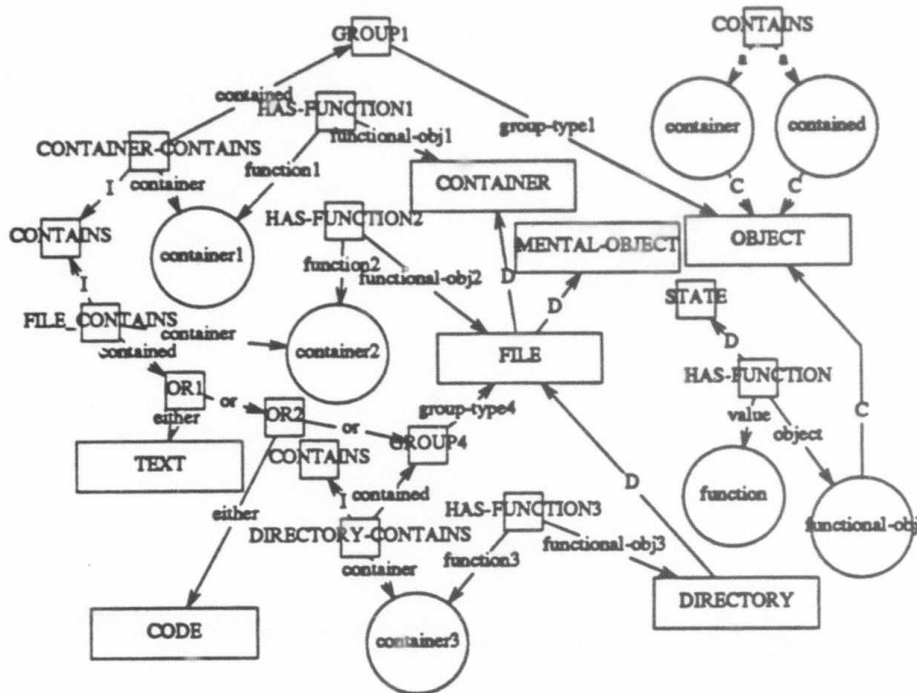 CONTAINS
GROUP1
a a
contained
HAS-FUNCTION1
container contained
functional-obj1 group-type1
CONTAINER-CONTAINS
function1
CONTAINER
I container
C C
HAS-FUNCTION2
CONTAINS
OBJECT
MENTAL-OBJECT
container1
function2
functional-obj2
I
D
STATE
D
FILE_CONTAINS
container
D
contained
container2
FILE
HAS-FUNCTION
OR1
or
group-type4
value
either
OR2
or
C
GROUP4
object
TEXT
CONTAINS
D
contained
I
function
either
HAS-FUNCTION3
functional-obj
DIRECTORY-CONTAINS
functional-obj3
function3
container
DIRECTORY
CODE
container3